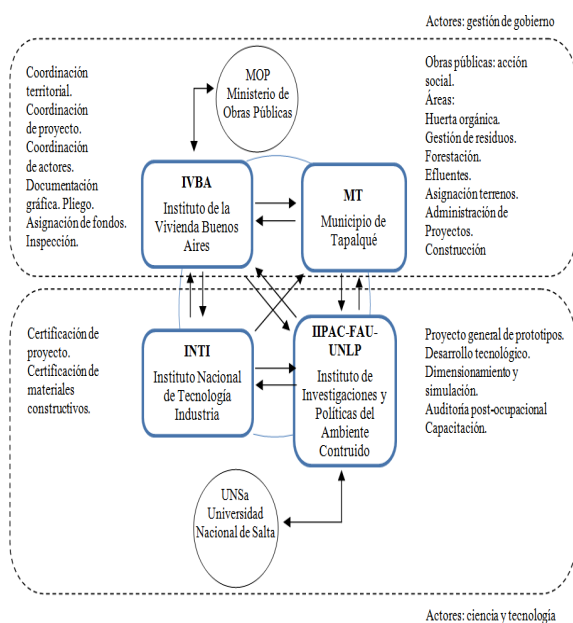 Actores: gestión de gobierno
Coordinación
territorial.
Coordinación
de proyecto.
Coordinación
de actores.
Documentación
gráfica. Pliego.
Asignación de fondos.
Inspección.
MOP
Ministerio de
Obras Públicas
Obras públicas: acción
social.
Áreas:
Huerta orgánica.
Gestión de residuos.
Forestación.
Efluentes.
Asignación terrenos.
Administración de
Proyectos.
Construcción
IVBA
Instituto de la
Vivienda Buenos
Aires
MT
Municipio de
Tapalqué
Certificación de
proyecto.
Certificación de
materiales
constructivos.
INTI
Instituto Nacional
de Tecnología
Industria
IIPAC-FAU-
UNLP
Instituto de
Investigaciones y
Políticas del
Ambiente
Contruido
Proyecto general de prototipos.
Desarrollo tecnológico.
Dimensionamiento y
simulación.
Auditoría post-ocupacional
Capacitación.
UNSa
Universidad
Nacional de Salta
Actores: ciencia y tecnología